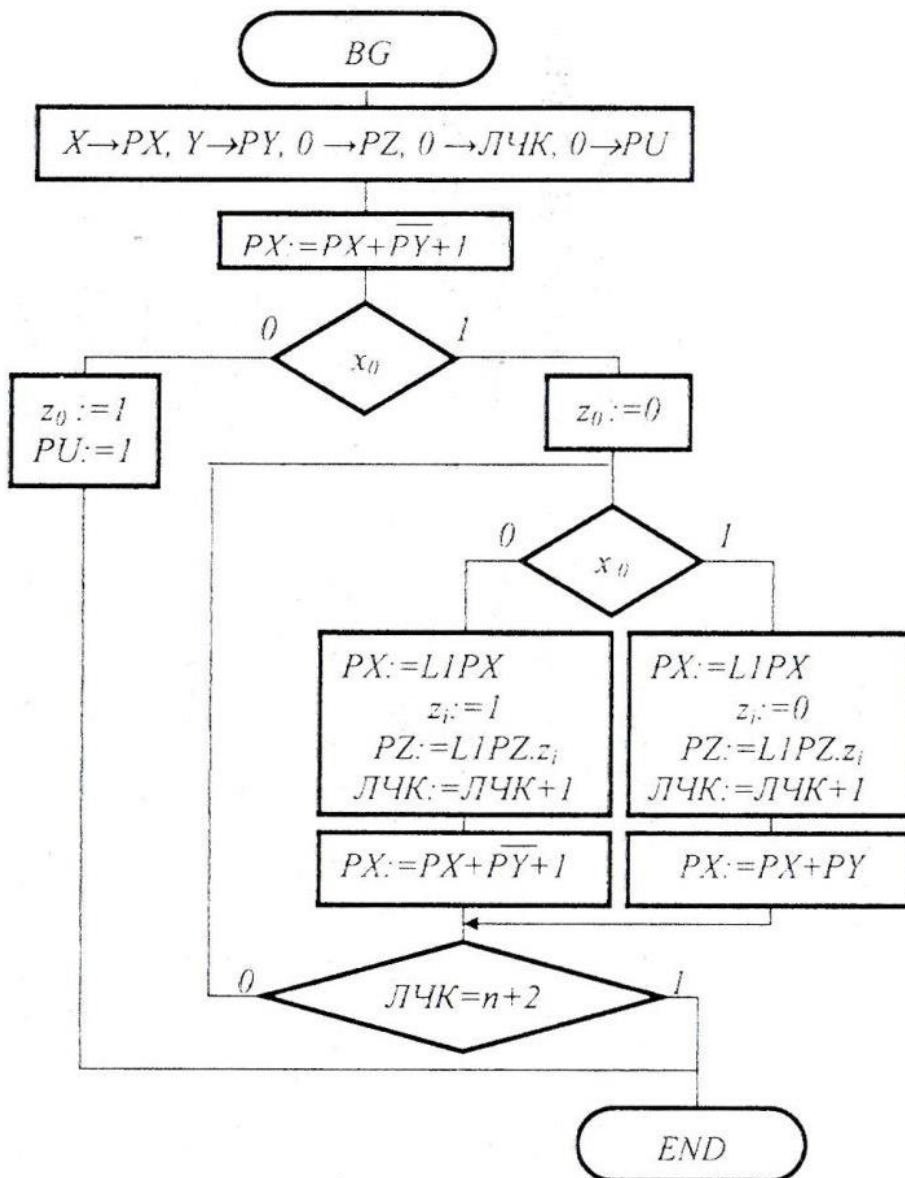 BG
X→PX, Y→PY, 0→PZ, 0→ЛЧК, 0→PU
PX:=PX+P̅Y̅+1
0
1
x₀
z₀:=1
PU:=1
z₀:=0
0
1
x₀
PX:=L1PX
zᵢ:=1
PZ:=L1PZ.zᵢ
ЛЧК:=ЛЧК+1
PX:=L1PX
zᵢ:=0
PZ:=L1PZ.zᵢ
ЛЧК:=ЛЧК+1
PX:=PX+P̅Y̅+1
PX:=PX+PY
0
ЛЧК=n+2
1
END